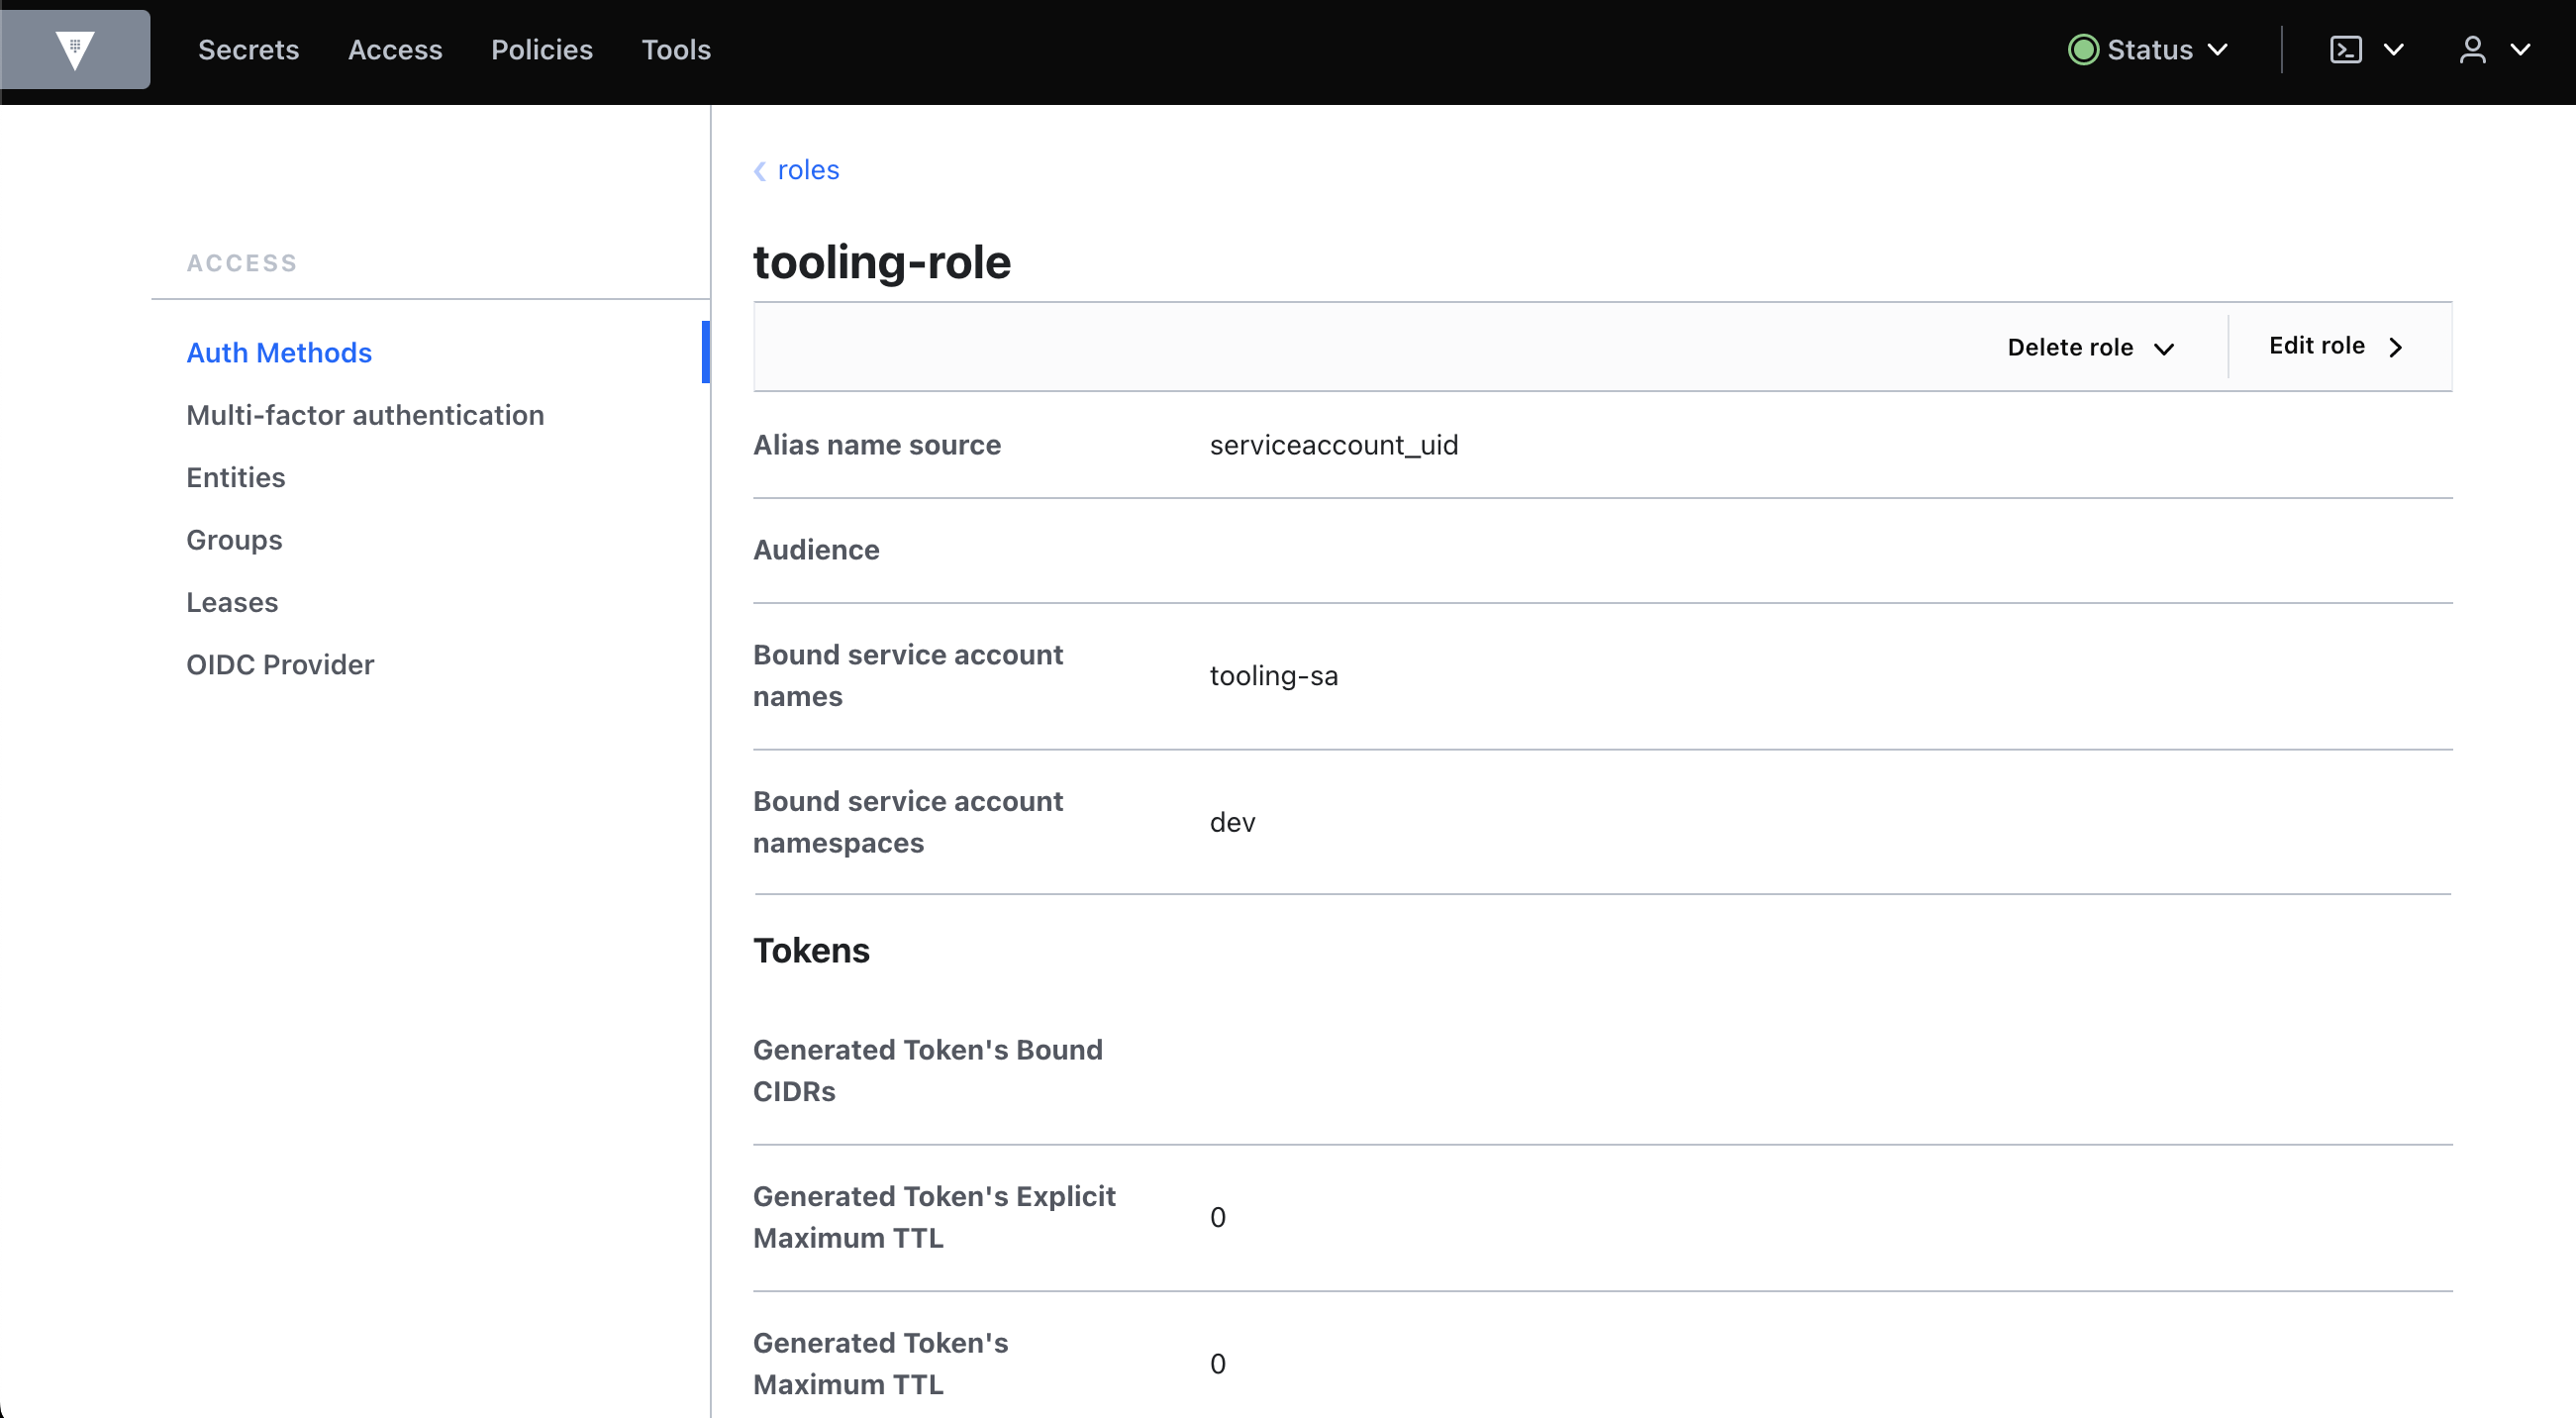 Secrets Access Policies Tools Status
roles
ACCESS
tooling-role
Delete role Edit role
Auth Methods
Multi-factor authentication
Entities
Groups
Leases
OIDC Provider
Alias name source serviceaccount_uid
Audience
Bound service account
names
tooling-sa
Bound service account
namespaces
dev
Tokens
Generated Token's Bound
CIDRs
Generated Token's Explicit
Maximum TTL
0
Generated Token's
Maximum TTL
0